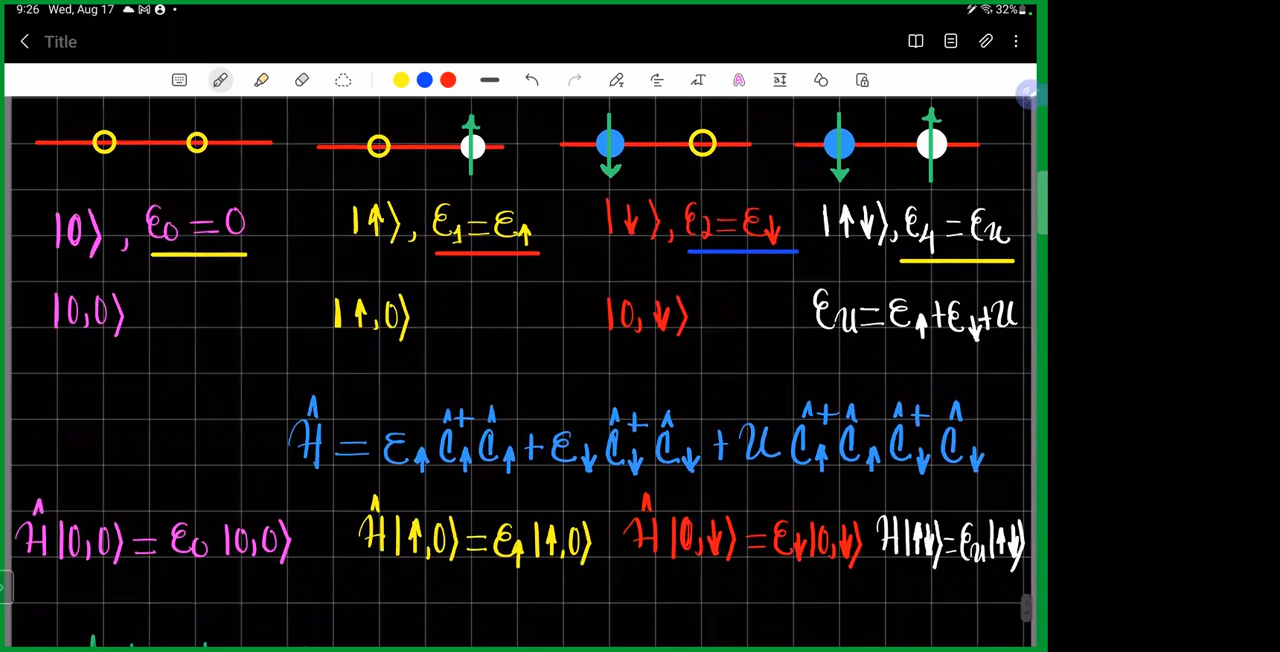 9:26 Wed, Aug 17 32%
Title
|0⟩, ε₀ = 0 |↑⟩, ε₁ = ε↑ |↓⟩, ε₂ = ε↓ |↑↓⟩, ε₄ = εᵤ
|0,0⟩ |↑,0⟩ |0,↓⟩ εᵤ = ε↑ + ε↓ + U
Ĥ = ε↑ Ĉ↑⁺ Ĉ↑ + ε↓ Ĉ↓⁺ Ĉ↓ + U Ĉ↑⁺ Ĉ↑ Ĉ↓⁺ Ĉ↓
Ĥ|0,0⟩ = ε₀ |0,0⟩ Ĥ|↑,0⟩ = ε↑|↑,0⟩ Ĥ|0,↓⟩ = ε↓|0,↓⟩ H|↑↓⟩ = εᵤ|↑↓⟩